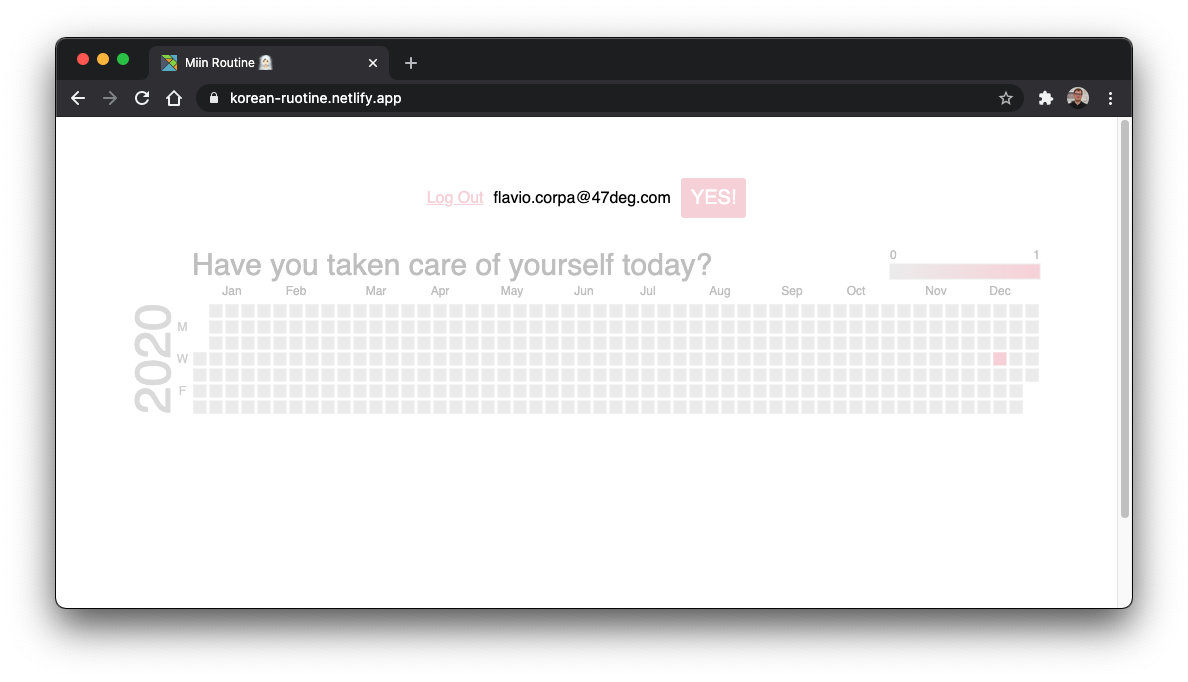 Miin Routine
korean-ruotine.netlify.app
Log Out flavio.corpa@47deg.com YES!
Have you taken care of yourself today?
0 1
Jan Feb Mar Apr May Jun Jul Aug Sep Oct Nov Dec
2020
M
W
F